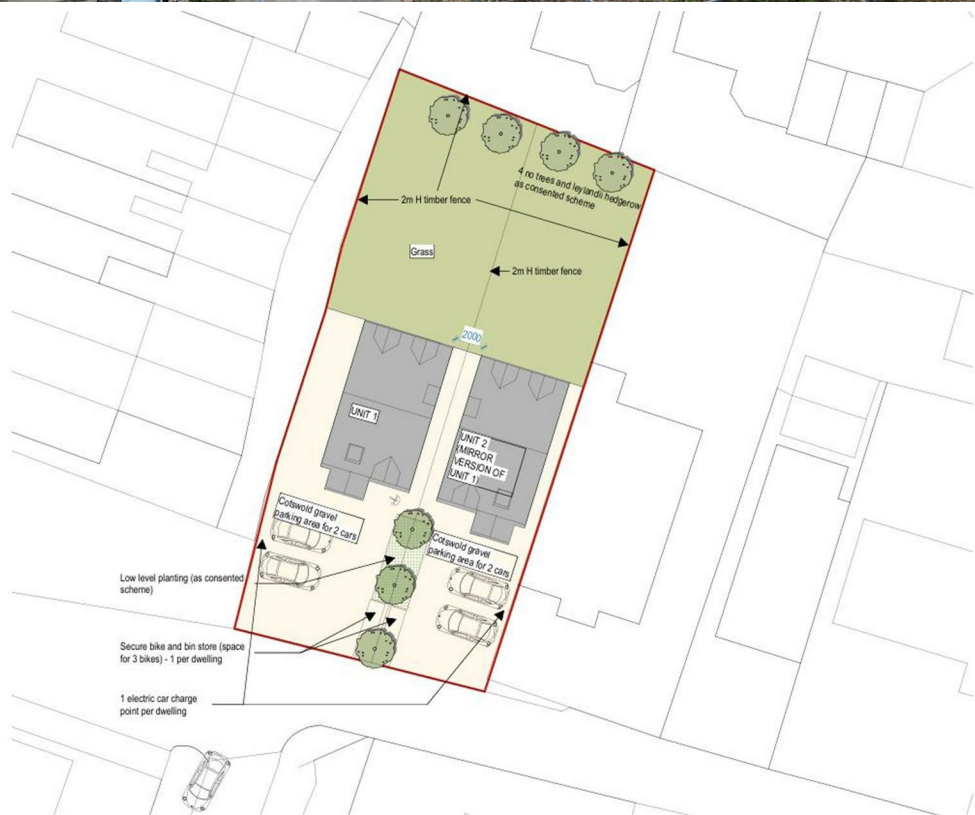 4 no trees and leylandii hedgerow
as consented scheme
2m H timber fence
Grass
2m H timber fence
2000
UNIT 1
UNIT 2
(MIRROR
VERSION OF
UNIT 1)
Cotswold gravel
parking area for 2 cars
Cotswold gravel
parking area for 2 cars
Low level planting (as consented
scheme)
Secure bike and bin store (space
for 3 bikes) - 1 per dwelling
1 electric car charge
point per dwelling